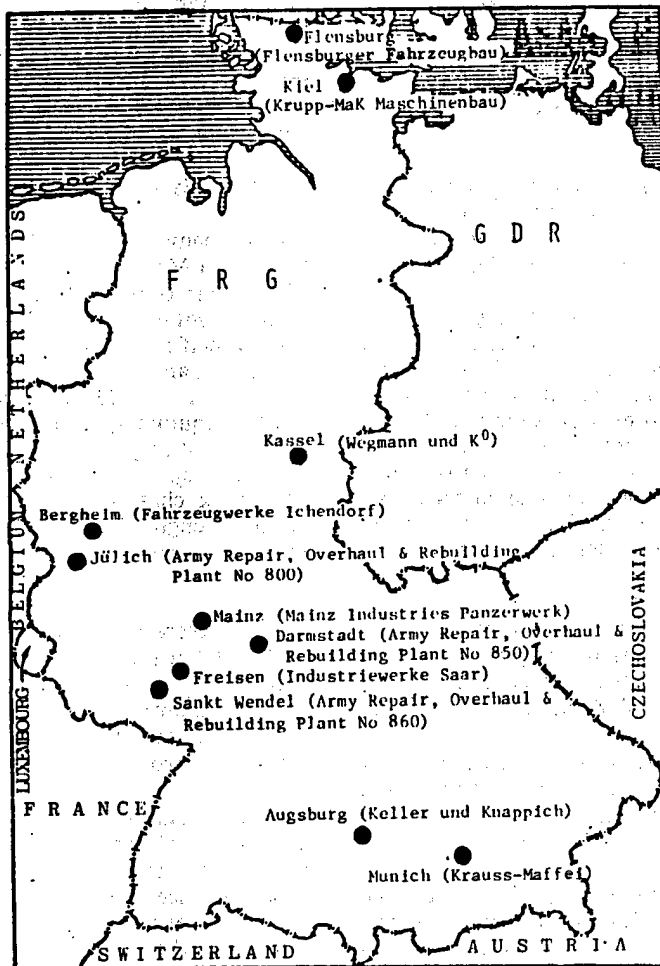 Flensburg
(Flensburger Fahrzeugbau)
Kiel
(Krupp-MaK Maschinenbau)
NETHERLANDS
GDR
FRG
Kassel (Wegmann und K⁰)
BELGIUM
Bergheim (Fahrzeugwerke Ichendorf)
Jülich (Army Repair, Overhaul & Rebuilding
Plant No 800)
CZECHOSLOVAKIA
Mainz (Mainz Industries Panzerwerk)
Darmstadt (Army Repair, Overhaul &
Rebuilding Plant No 850)
Freisen (Industriewerke Saar)
Sankt Wendel (Army Repair, Overhaul &
Rebuilding Plant No 860)
LUXEMBOURG
FRANCE
Augsburg (Keller und Knappich)
Munich (Krauss-Maffei)
SWITZERLAND
AUSTRIA